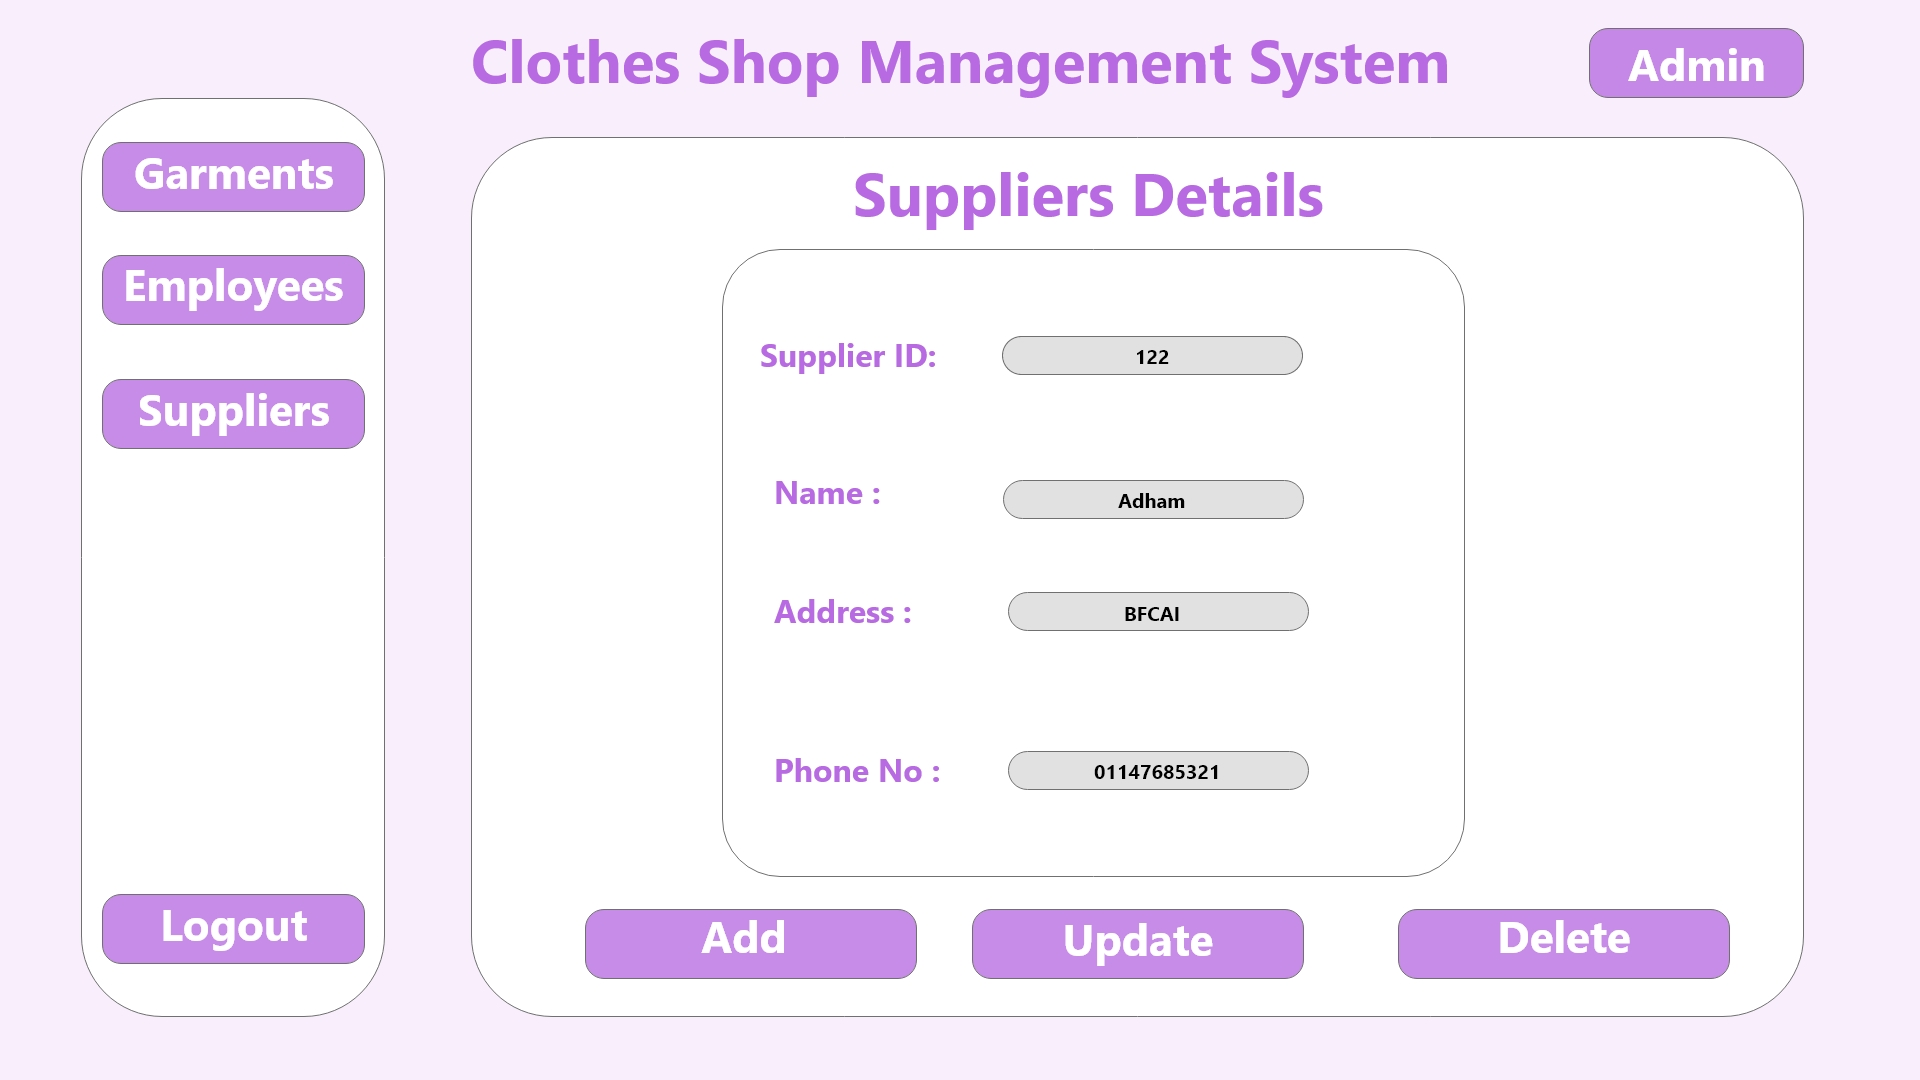 Clothes Shop Management System
Admin
Garments
Employees
Suppliers
Logout
Suppliers Details
Supplier ID: 122
Name : Adham
Address : BFCAI
Phone No : 01147685321
Add Update Delete